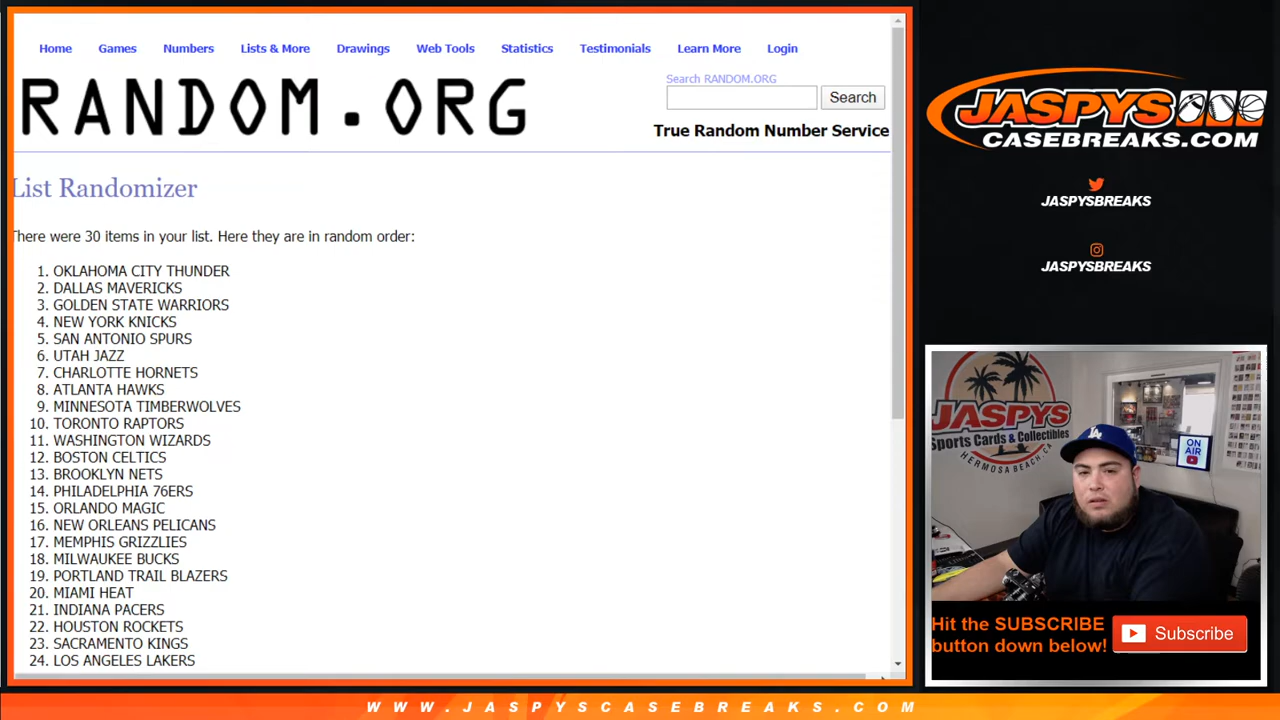 Home Games Numbers Lists & More Drawings Web Tools Statistics Testimonials Learn More Login
RANDOM.ORG
Search RANDOM.ORG
Search
True Random Number Service
List Randomizer
There were 30 items in your list. Here they are in random order:
1. OKLAHOMA CITY THUNDER
2. DALLAS MAVERICKS
3. GOLDEN STATE WARRIORS
4. NEW YORK KNICKS
5. SAN ANTONIO SPURS
6. UTAH JAZZ
7. CHARLOTTE HORNETS
8. ATLANTA HAWKS
9. MINNESOTA TIMBERWOLVES
10. TORONTO RAPTORS
11. WASHINGTON WIZARDS
12. BOSTON CELTICS
13. BROOKLYN NETS
14. PHILADELPHIA 76ERS
15. ORLANDO MAGIC
16. NEW ORLEANS PELICANS
17. MEMPHIS GRIZZLIES
18. MILWAUKEE BUCKS
19. PORTLAND TRAIL BLAZERS
20. MIAMI HEAT
21. INDIANA PACERS
22. HOUSTON ROCKETS
23. SACRAMENTO KINGS
24. LOS ANGELES LAKERS
JASPYS
CASEBREAKS.COM
JASPYSBREAKS
JASPYSBREAKS
JASPYS
Sports Cards & Collectibles
HERMOSA BEACH, CA
ON
AIR
LA
Hit the SUBSCRIBE
button down below!
Subscribe
WWW.JASPYSCASEBREAKS.COM